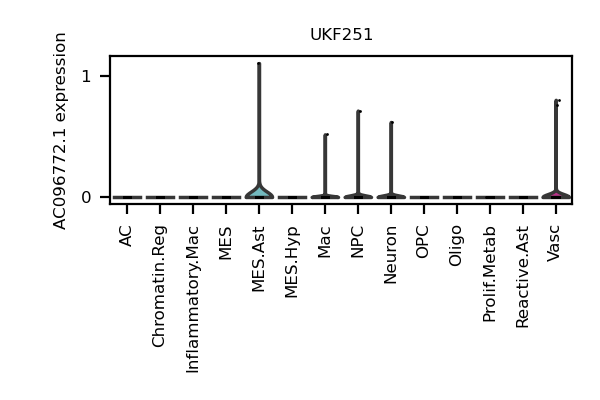 UKF251
AC096772.1 expression
1
0
AC
Chromatin.Reg
Inflammatory.Mac
MES
MES.Ast
MES.Hyp
Mac
NPC
Neuron
OPC
Oligo
Prolif.Metab
Reactive.Ast
Vasc